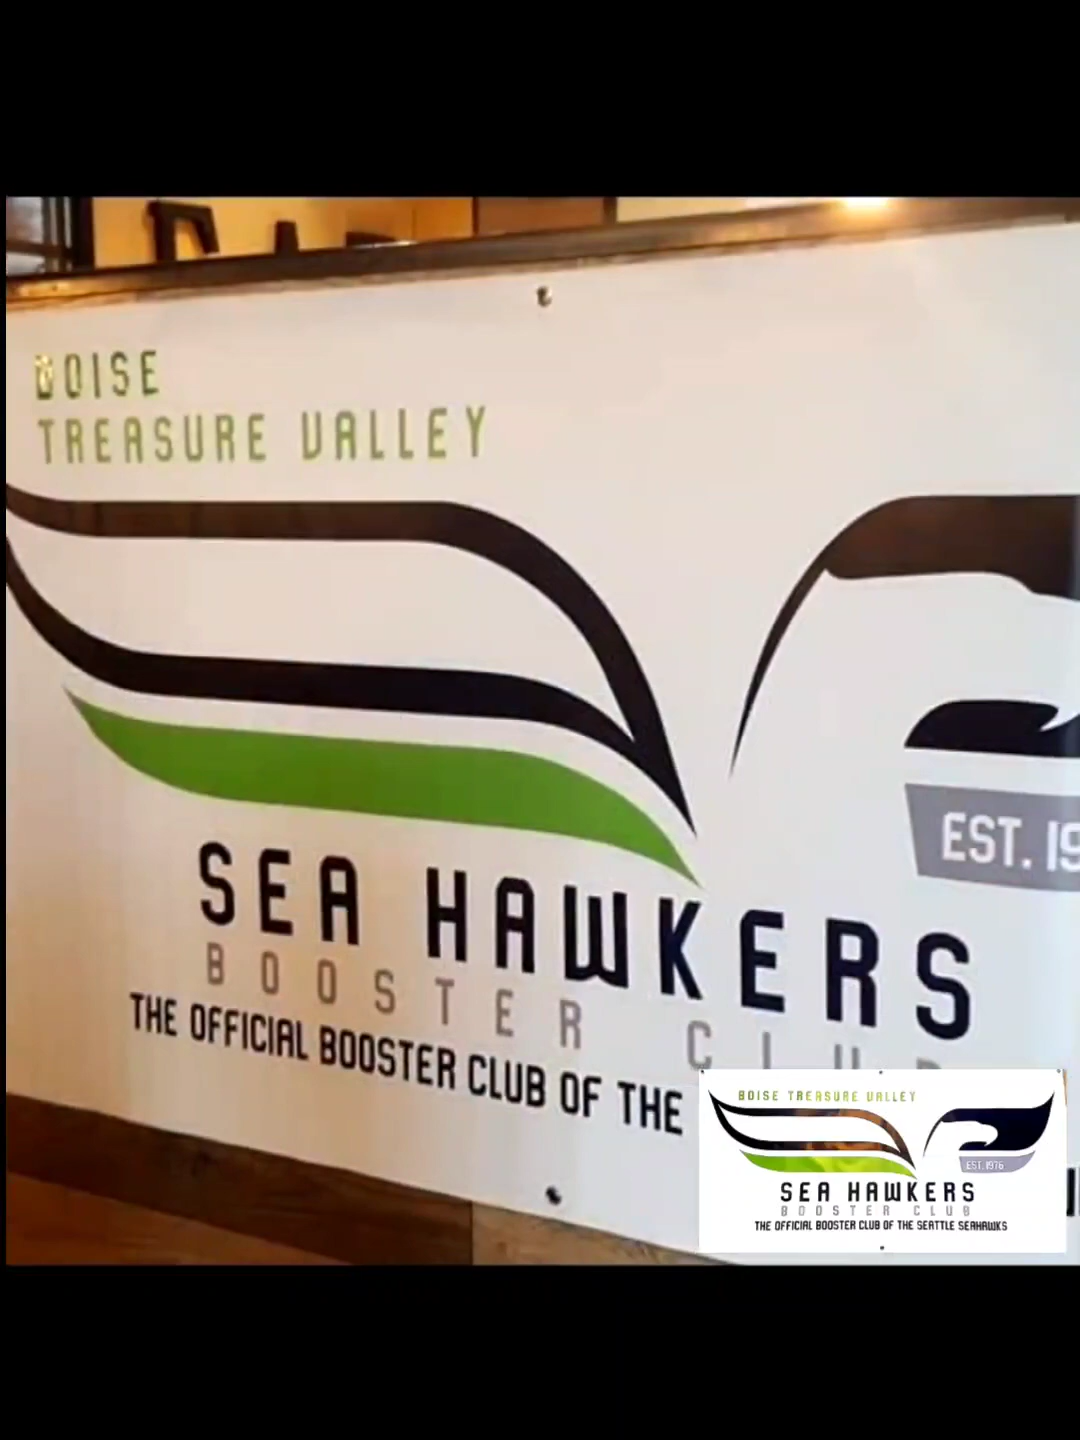 BOISE
TREASURE VALLEY
EST. 19
SEA HAWKERS
BOOSTER CLUB
THE OFFICIAL BOOSTER CLUB OF THE
BOISE TREASURE VALLEY
EST. 1976
SEA HAWKERS
BOOSTER CLUB
THE OFFICIAL BOOSTER CLUB OF THE SEATTLE SEAHAWKS